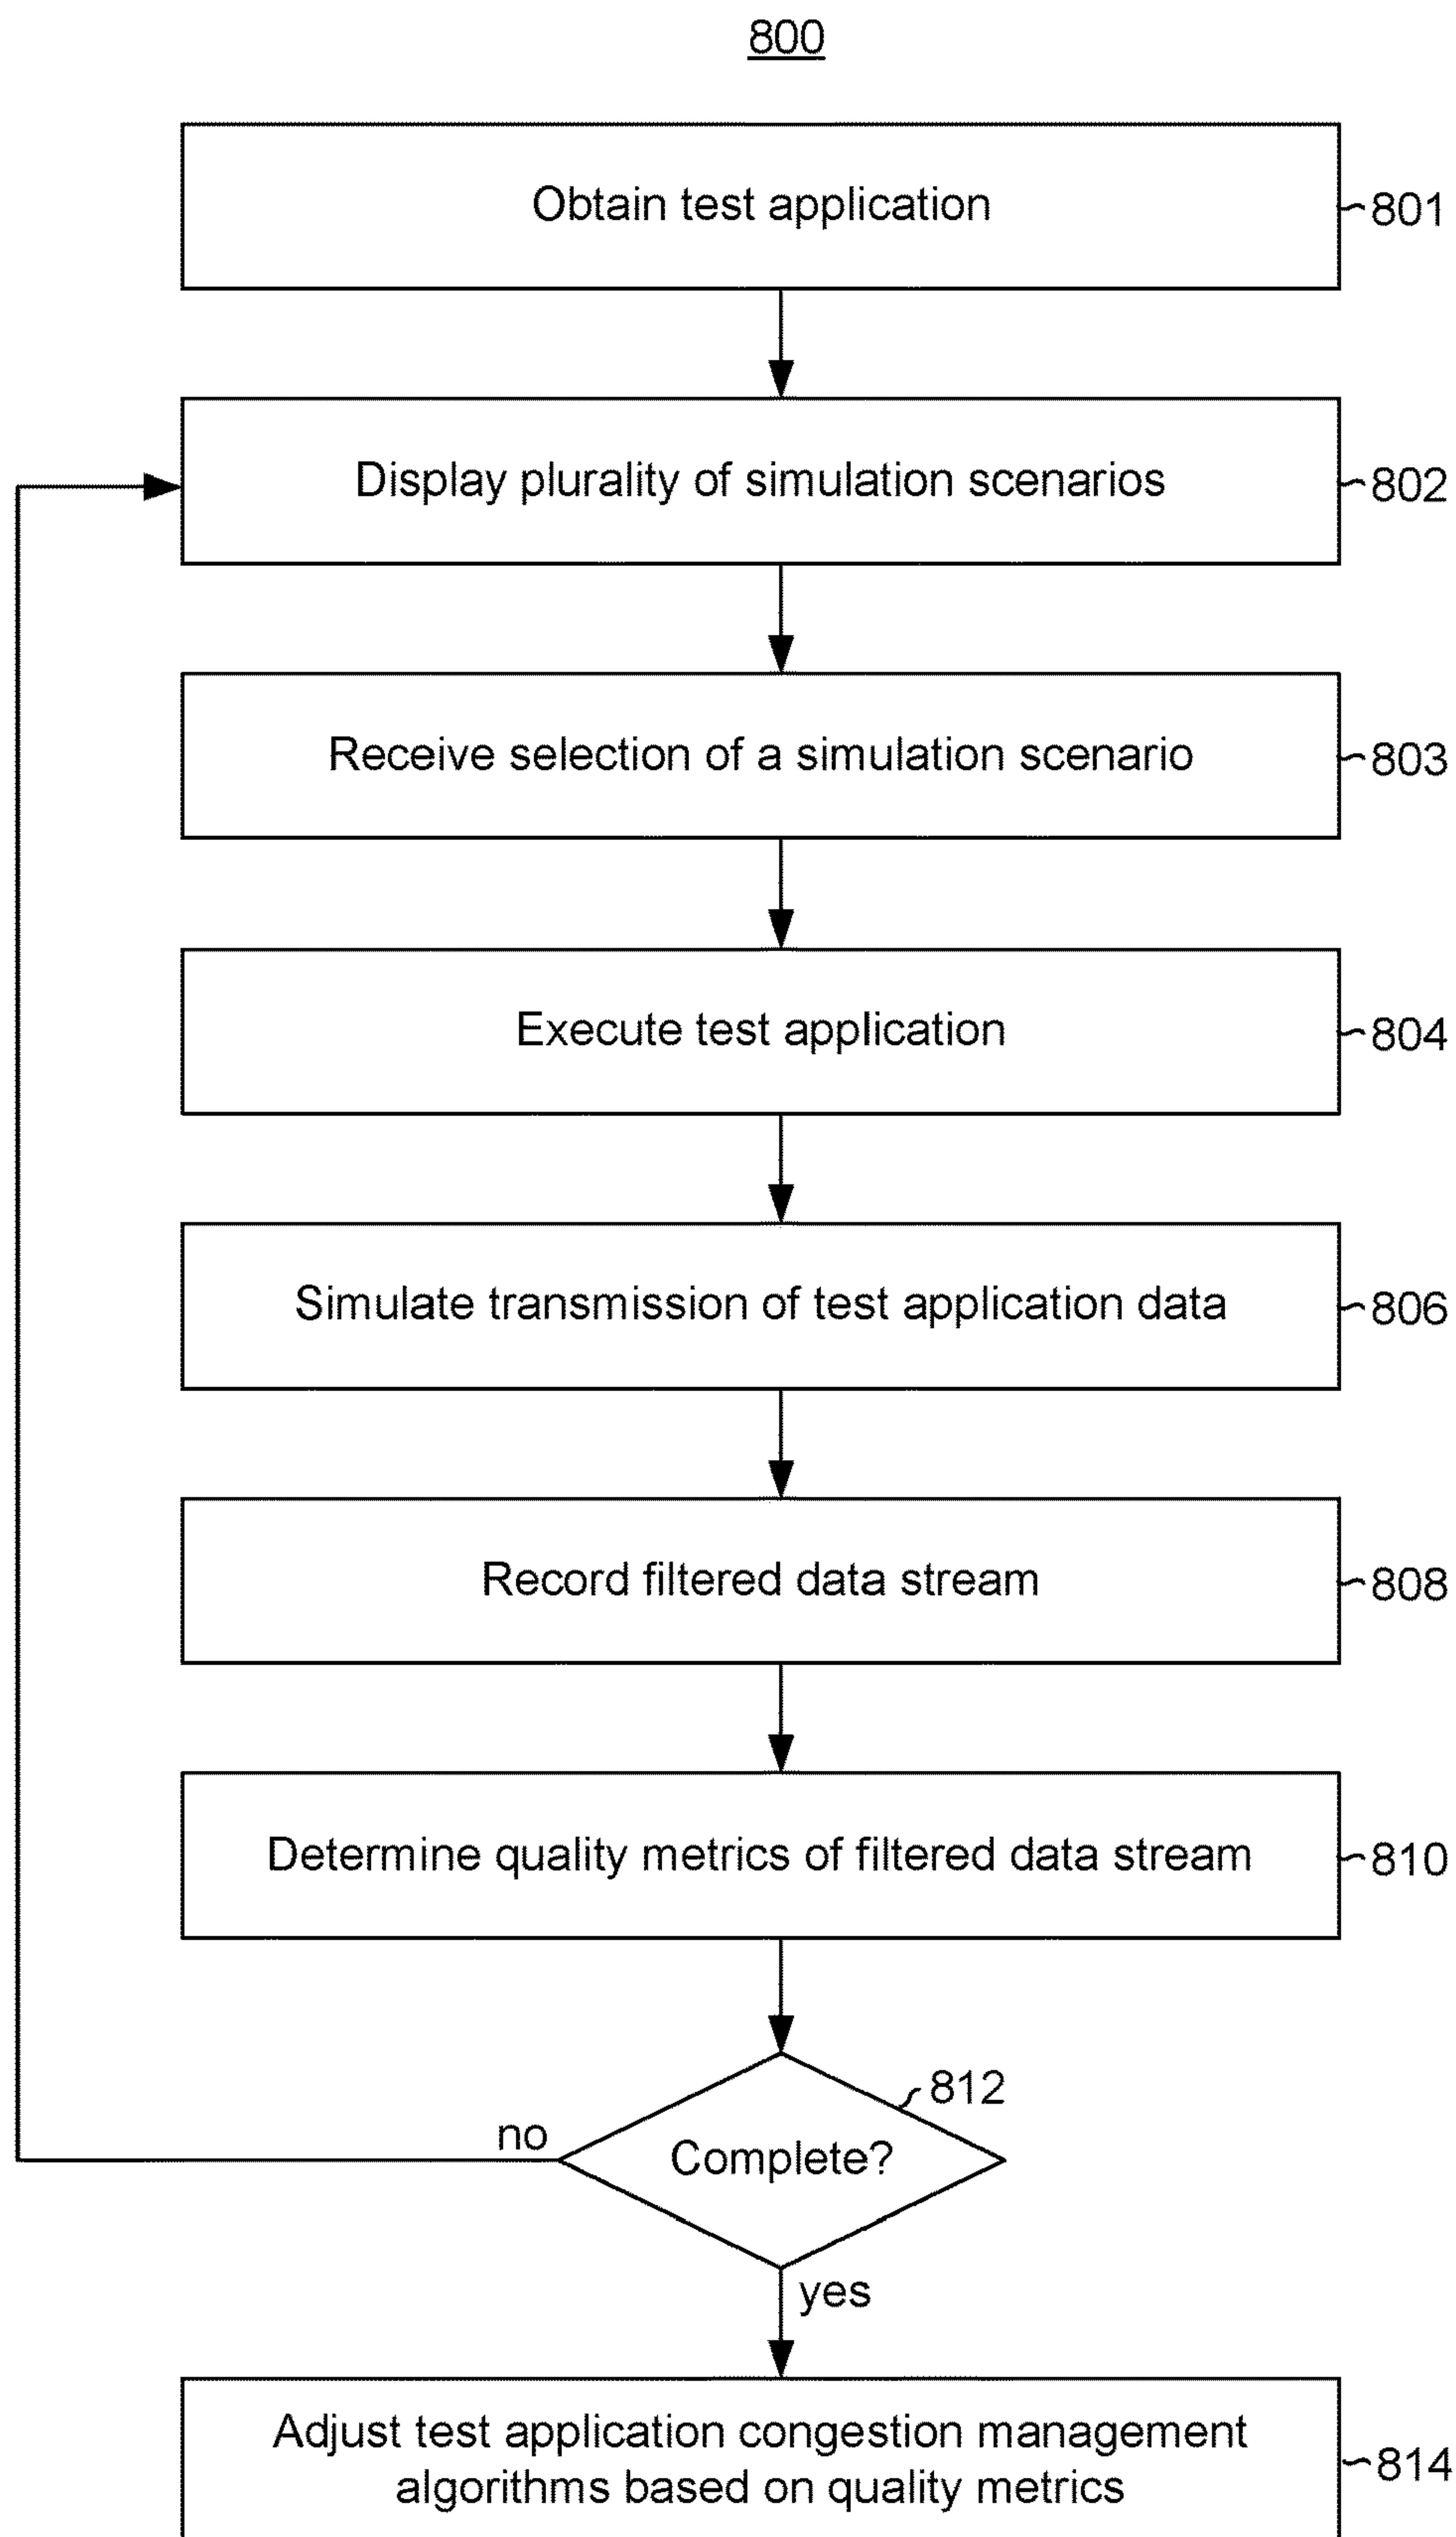 800
Obtain test application
801
Display plurality of simulation scenarios
802
Receive selection of a simulation scenario
803
Execute test application
804
Simulate transmission of test application data
806
Record filtered data stream
808
Determine quality metrics of filtered data stream
810
812
Complete?
no
yes
Adjust test application congestion management
algorithms based on quality metrics
814